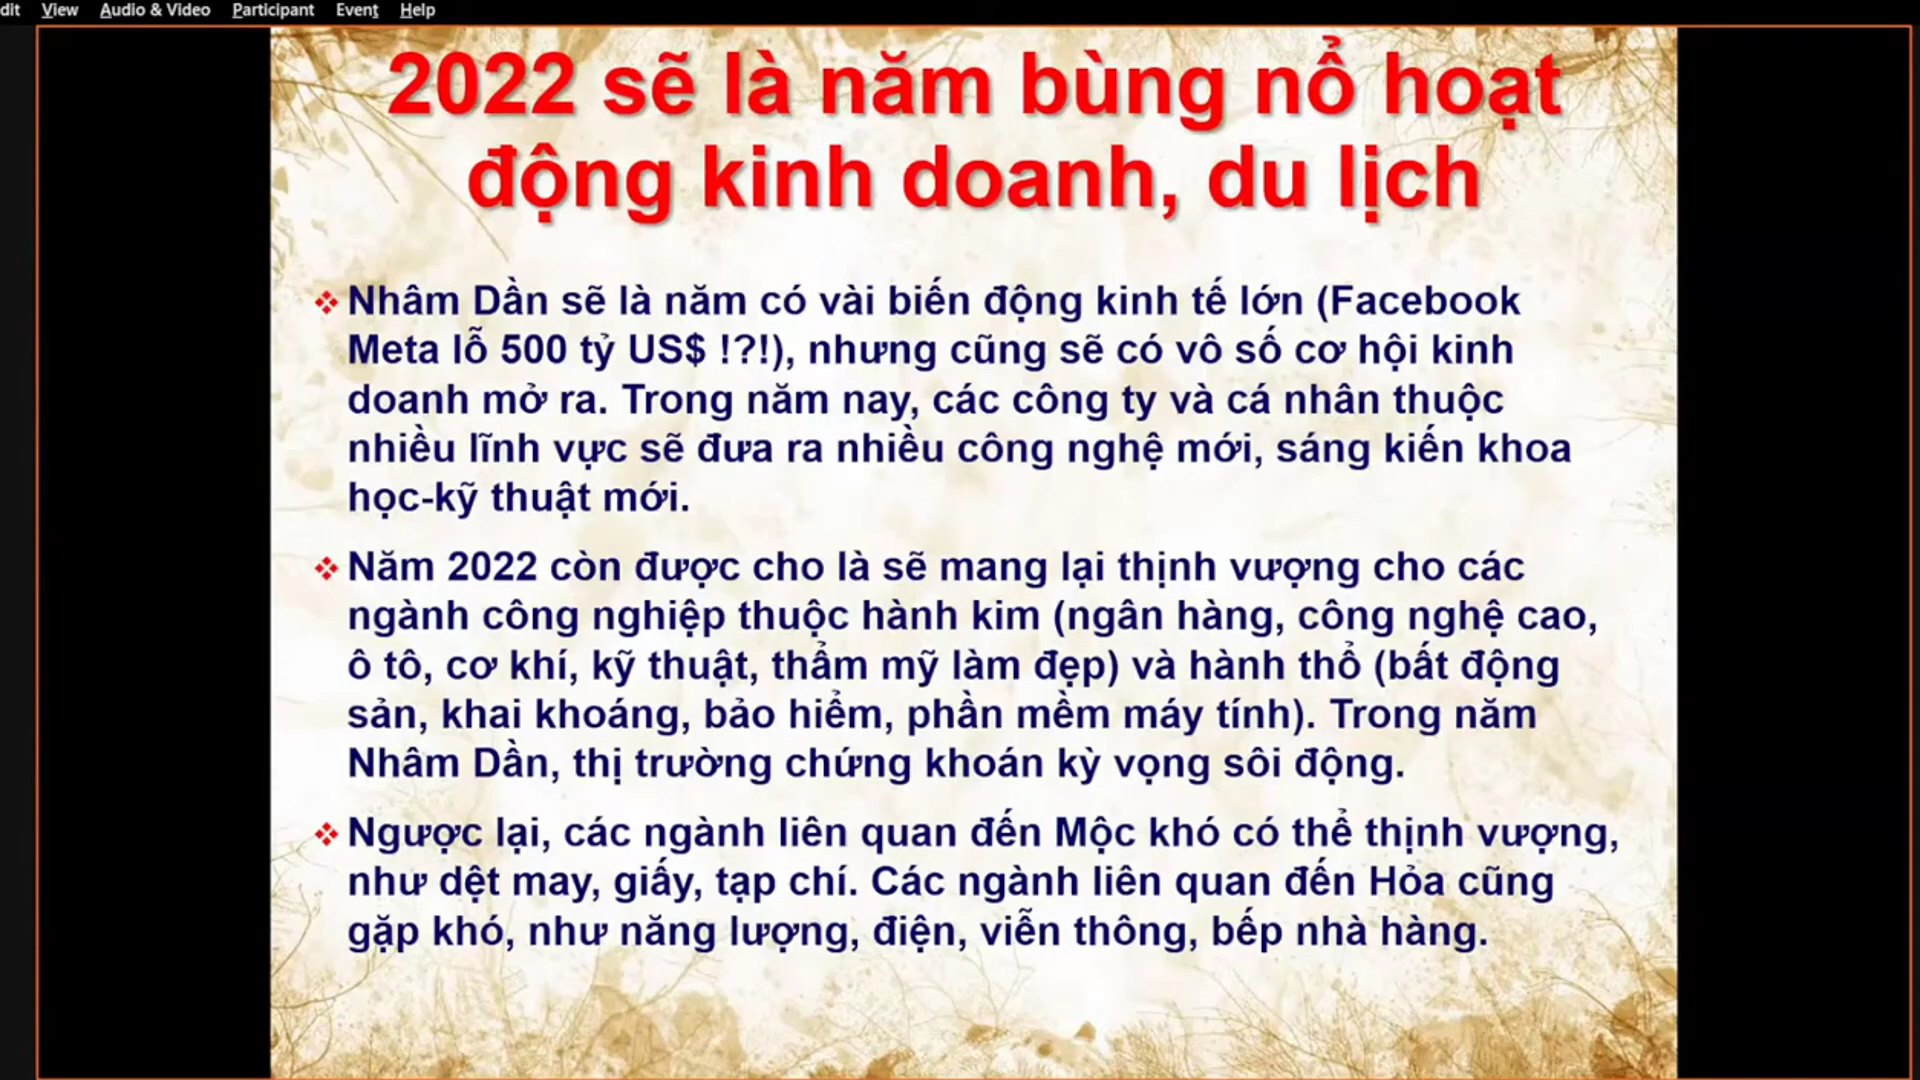 dit View Audio & Video Participant Event Help
2022 sẽ là năm bùng nổ hoạt
động kinh doanh, du lịch
Nhâm Dần sẽ là năm có vài biến động kinh tế lớn (Facebook
Meta lỗ 500 tỷ US$ !?!), nhưng cũng sẽ có vô số cơ hội kinh
doanh mở ra. Trong năm nay, các công ty và cá nhân thuộc
nhiều lĩnh vực sẽ đưa ra nhiều công nghệ mới, sáng kiến khoa
học-kỹ thuật mới.
Năm 2022 còn được cho là sẽ mang lại thịnh vượng cho các
ngành công nghiệp thuộc hành kim (ngân hàng, công nghệ cao,
ô tô, cơ khí, kỹ thuật, thẩm mỹ làm đẹp) và hành thổ (bất động
sản, khai khoáng, bảo hiểm, phần mềm máy tính). Trong năm
Nhâm Dần, thị trường chứng khoán kỳ vọng sôi động.
Ngược lại, các ngành liên quan đến Mộc khó có thể thịnh vượng,
như dệt may, giấy, tạp chí. Các ngành liên quan đến Hỏa cũng
gặp khó, như năng lượng, điện, viễn thông, bếp nhà hàng.